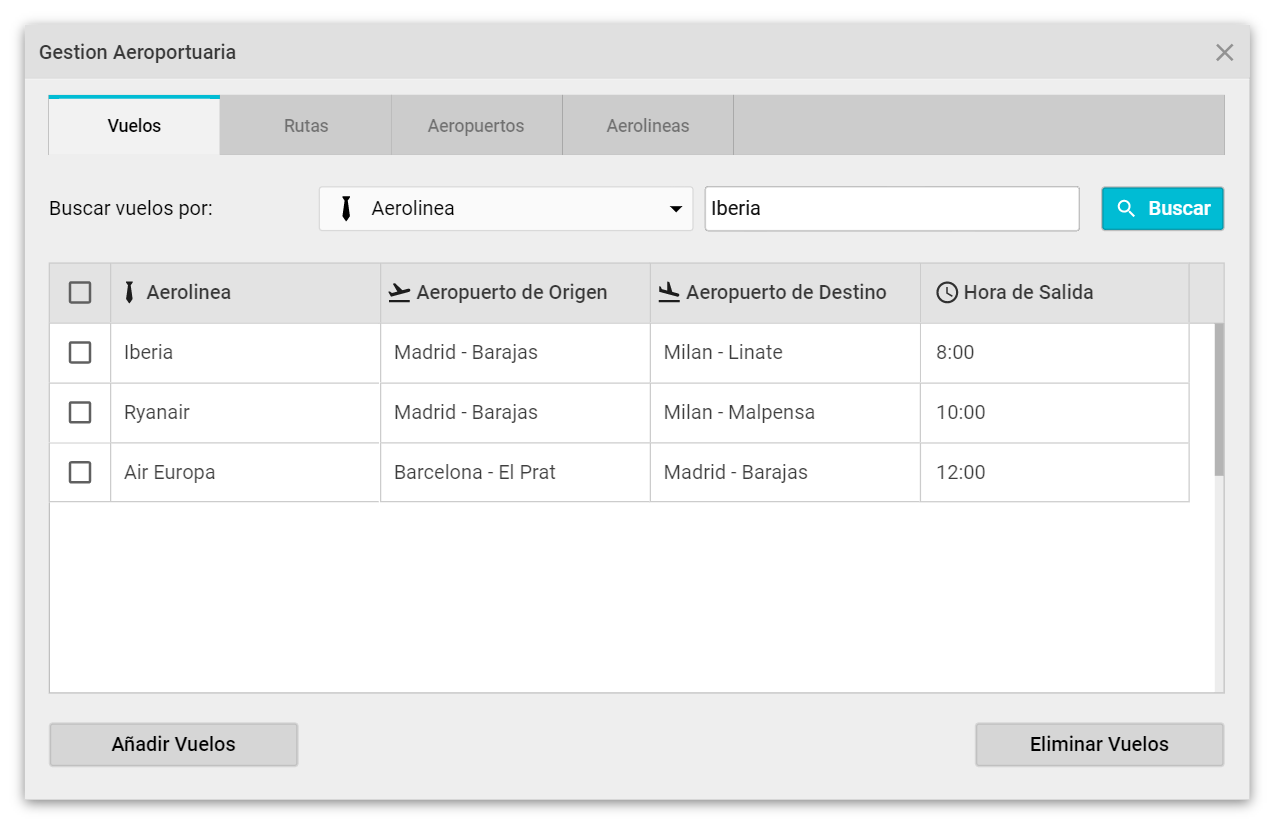 Gestion Aeroportuaria
Vuelos Rutas Aeropuertos Aerolineas
Buscar vuelos por: Aerolinea Iberia Buscar
Aerolinea Aeropuerto de Origen Aeropuerto de Destino Hora de Salida
Iberia Madrid - Barajas Milan - Linate 8:00
Ryanair Madrid - Barajas Milan - Malpensa 10:00
Air Europa Barcelona - El Prat Madrid - Barajas 12:00
Añadir Vuelos Eliminar Vuelos